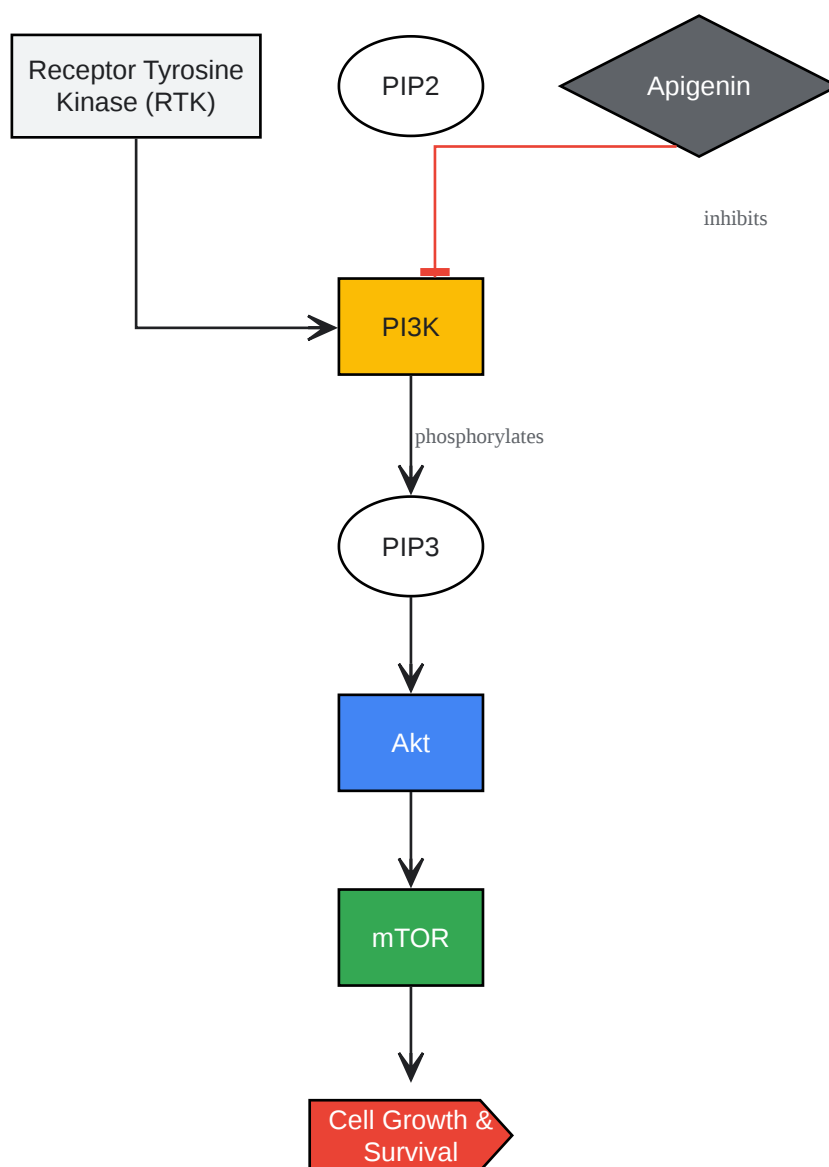 Receptor Tyrosine
Kinase (RTK)
PIP2
Apigenin
inhibits
PI3K
phosphorylates
PIP3
Akt
mTOR
Cell Growth &
Survival